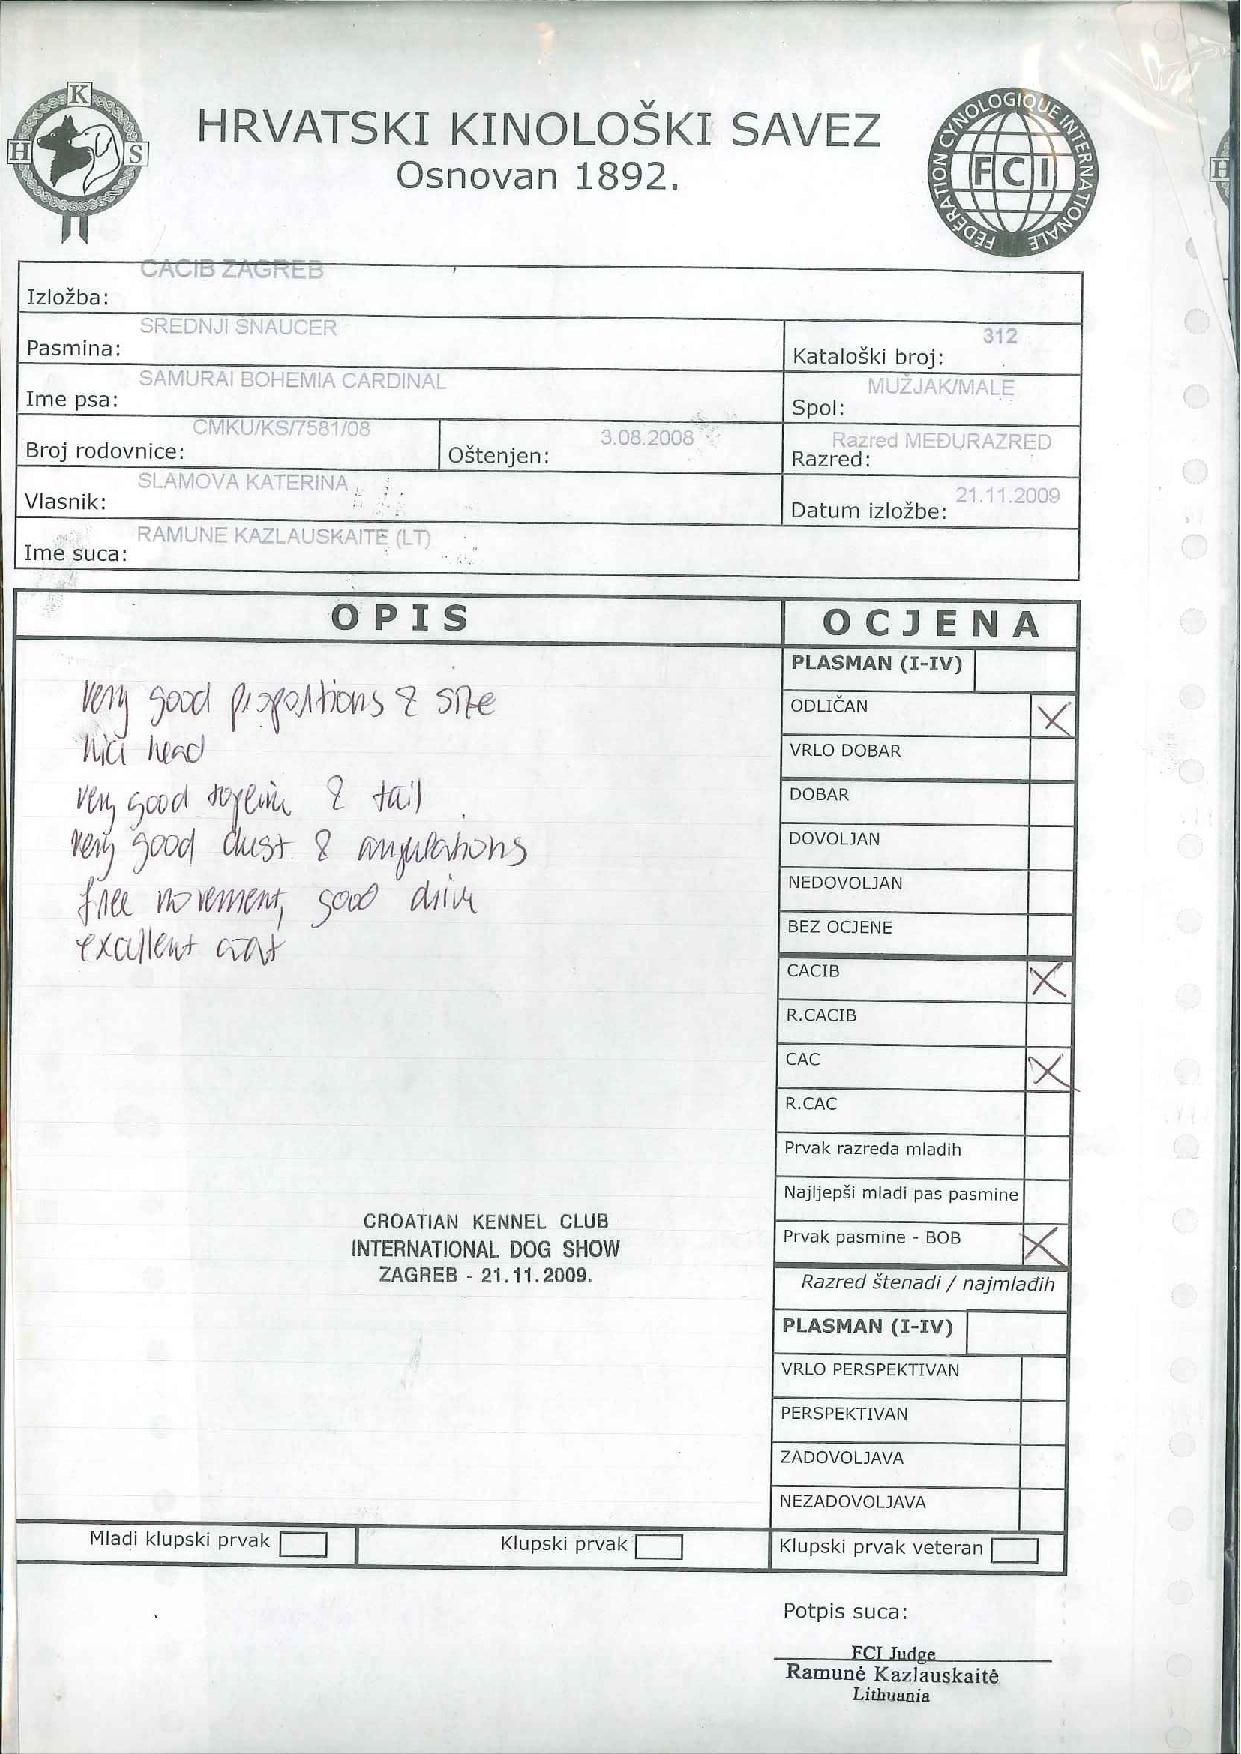 HRVATSKI KINOLOŠKI SAVEZ
Osnovan 1892.
K
H S
FÉDÉRATION CYNOLOGIQUE INTERNATIONALE
FCI
Izložba: CACIB ZAGREB
Pasmina: SREDNJI SNAUCER
Kataloški broj: 312
Ime psa: SAMURAI BOHEMIA CARDINAL
Spol: MUŽJAK/MALE
Broj rodovnice: CMKU/KS/7581/08
Oštenjen: 3.08.2008
Razred: Razred MEĐURAZRED
Vlasnik: SLAMOVA KATERINA
Datum izložbe: 21.11.2009
Ime suca: RAMUNE KAZLAUSKAITE (LT)
OPIS
OCJENA
very good proportions & size
nice head
very good topline & tail
very good chest & angulations
free movement, good drive
excellent coat
PLASMAN (I-IV)
ODLIČAN X
VRLO DOBAR
DOBAR
DOVOLJAN
NEDOVOLJAN
BEZ OCJENE
CACIB X
R.CACIB
CAC X
R.CAC
Prvak razreda mladih
Najljepši mladi pas pasmine
Prvak pasmine - BOB X
Razred štenadi / najmlađih
PLASMAN (I-IV)
VRLO PERSPEKTIVAN
PERSPEKTIVAN
ZADOVOLJAVA
NEZADOVOLJAVA
CROATIAN KENNEL CLUB
INTERNATIONAL DOG SHOW
ZAGREB - 21.11.2009.
Mladi klupski prvak
Klupski prvak
Klupski prvak veteran
Potpis suca:
FCI Judge
Ramunė Kazlauskaitė
Lithuania